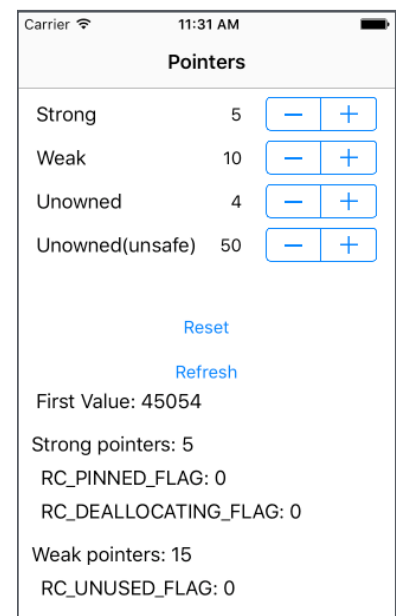 Carrier 11:31 AM
Pointers
Strong 5 — +
Weak 10 — +
Unowned 4 — +
Unowned(unsafe) 50 — +
Reset
Refresh
First Value: 45054
Strong pointers: 5
RC_PINNED_FLAG: 0
RC_DEALLOCATING_FLAG: 0
Weak pointers: 15
RC_UNUSED_FLAG: 0